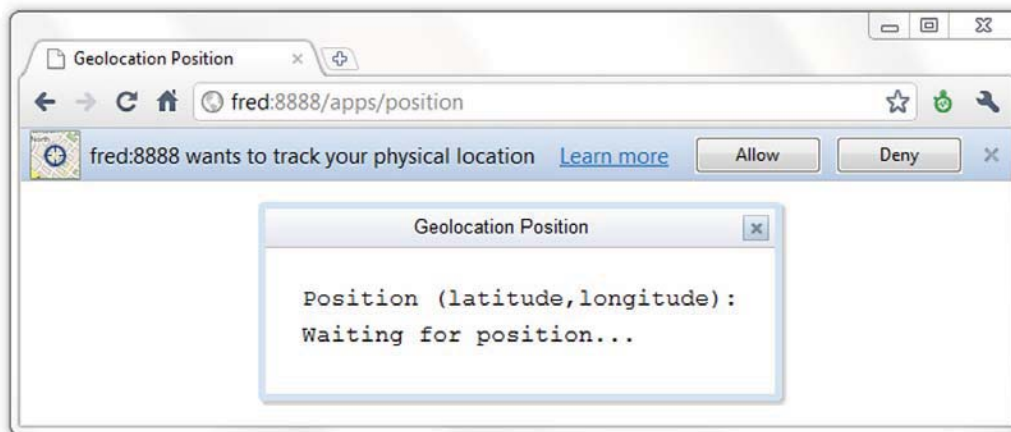 Geolocation Position
fred:8888/apps/position
fred:8888 wants to track your physical location Learn more Allow Deny
Geolocation Position
Position (latitude,longitude):
Waiting for position...